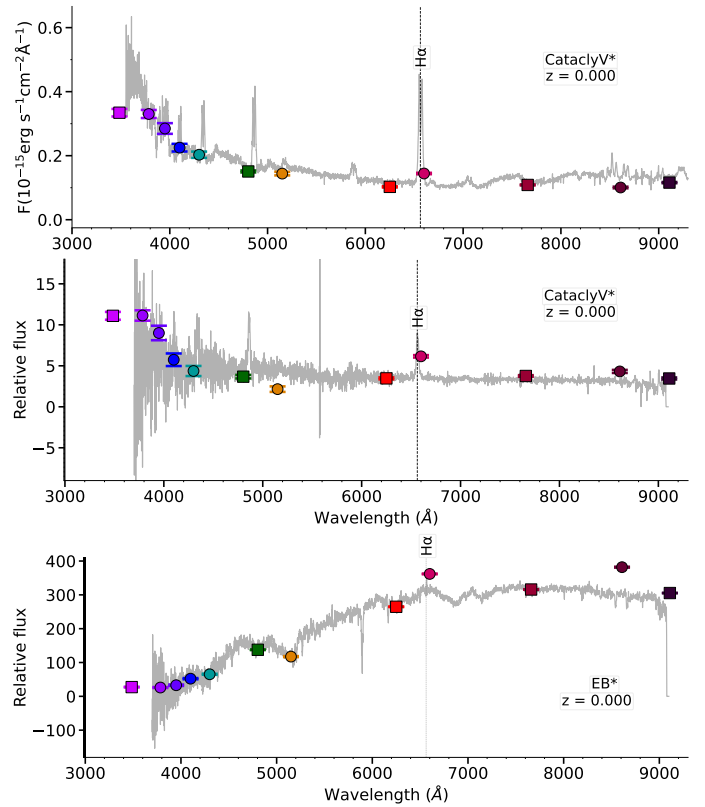 F(10⁻¹⁵erg s⁻¹cm⁻²Å⁻¹)
0.6
0.4
0.2
0.0
Hα
CataclyV*
z = 0.000
3000 4000 5000 6000 7000 8000 9000
Relative flux
15
10
5
0
−5
Hα
CataclyV*
z = 0.000
3000 4000 5000 6000 7000 8000 9000
Wavelength (Å)
Relative flux
400
300
200
100
0
−100
Hα
EB*
z = 0.000
3000 4000 5000 6000 7000 8000 9000
Wavelength (Å)